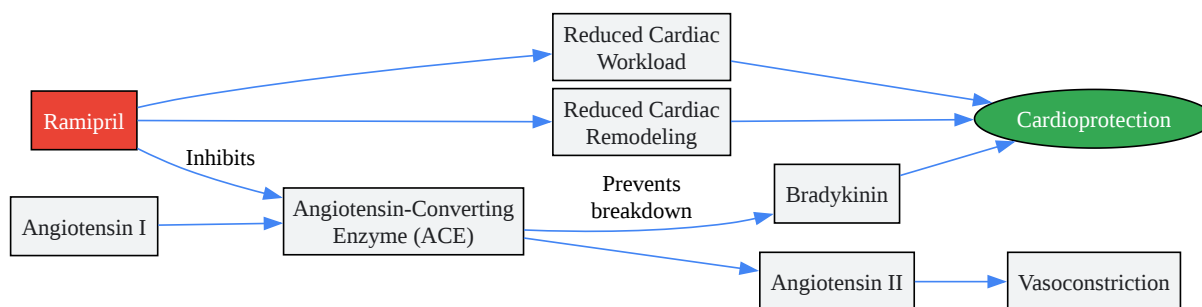 Reduced Cardiac
Workload
Ramipril
Reduced Cardiac
Remodeling
Cardioprotection
Inhibits
Angiotensin I
Angiotensin-Converting
Enzyme (ACE)
Prevents
breakdown
Bradykinin
Angiotensin II
Vasoconstriction